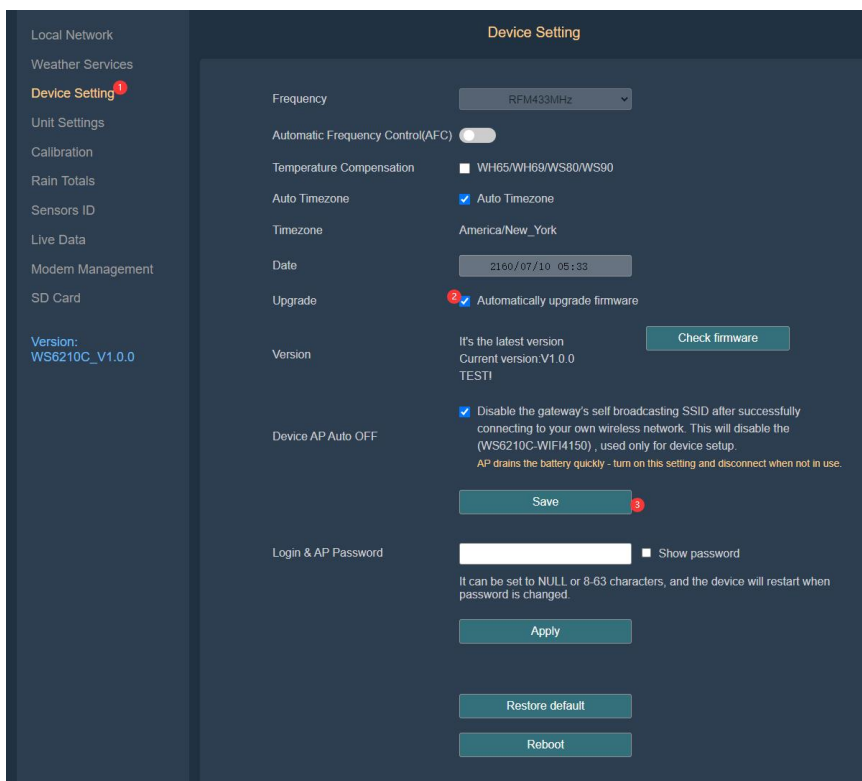 Device Setting
Local Network
Weather Services
Device Setting 1
Unit Settings
Calibration
Rain Totals
Sensors ID
Live Data
Modem Management
SD Card
Version:
WS6210C_V1.0.0
Frequency RFM433MHz
Automatic Frequency Control(AFC)
Temperature Compensation WH65/WH69/WS80/WS90
Auto Timezone Auto Timezone
Timezone America/New_York
Date 2160/07/10 05:33
Upgrade 2 Automatically upgrade firmware
Version
It's the latest version
Current version:V1.0.0
TEST!
Check firmware
Device AP Auto OFF
Disable the gateway's self broadcasting SSID after successfully
connecting to your own wireless network. This will disable the
(WS6210C-WIFI4150) , used only for device setup.
AP drains the battery quickly - turn on this setting and disconnect when not in use.
Save 3
Login & AP Password Show password
It can be set to NULL or 8-63 characters, and the device will restart when
password is changed.
Apply
Restore default
Reboot